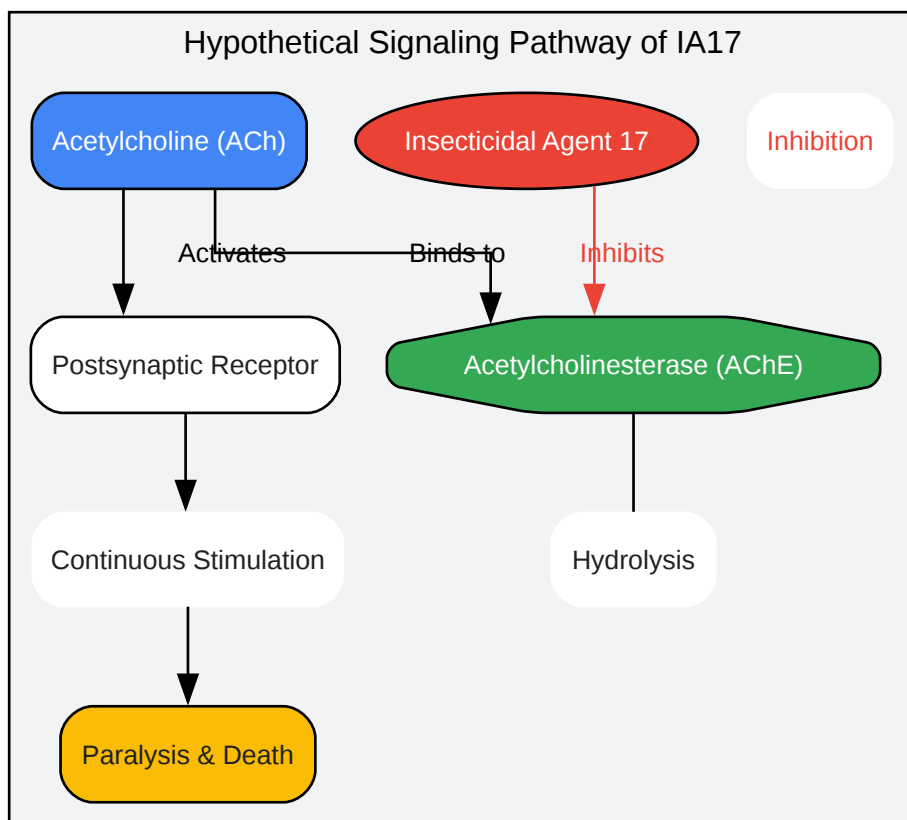 Hypothetical Signaling Pathway of IA17
Acetylcholine (ACh)
Insecticidal Agent 17
Inhibition
Activates
Binds to
Inhibits
Postsynaptic Receptor
Acetylcholinesterase (AChE)
Continuous Stimulation
Hydrolysis
Paralysis & Death